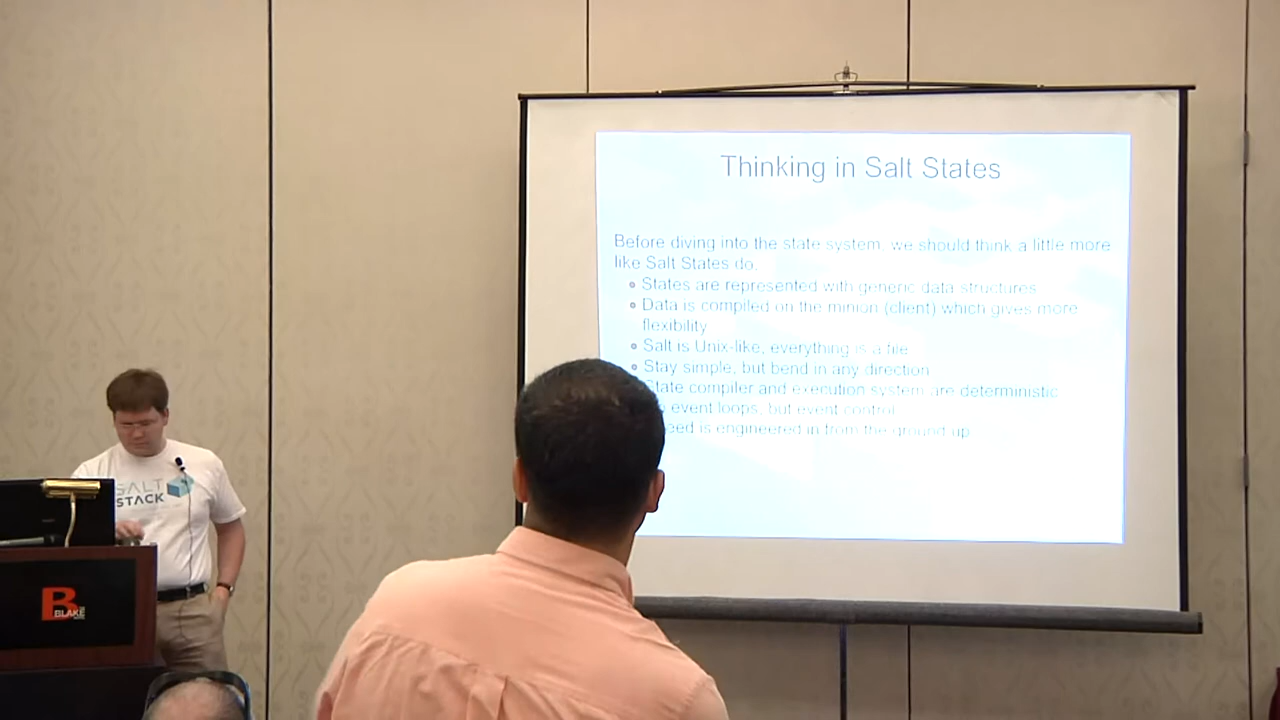 Thinking in Salt States
Before diving into the state system, we should think a little more
like Salt States do.
States are represented with generic data structures
Data is compiled on the minion (client) which gives more
flexibility
Salt is Unix-like, everything is a file
Stay simple, but bend in any direction
State compiler and execution system are deterministic
event loops, but event control
is engineered in from the ground up
SALT
STACK
B
BLAKE